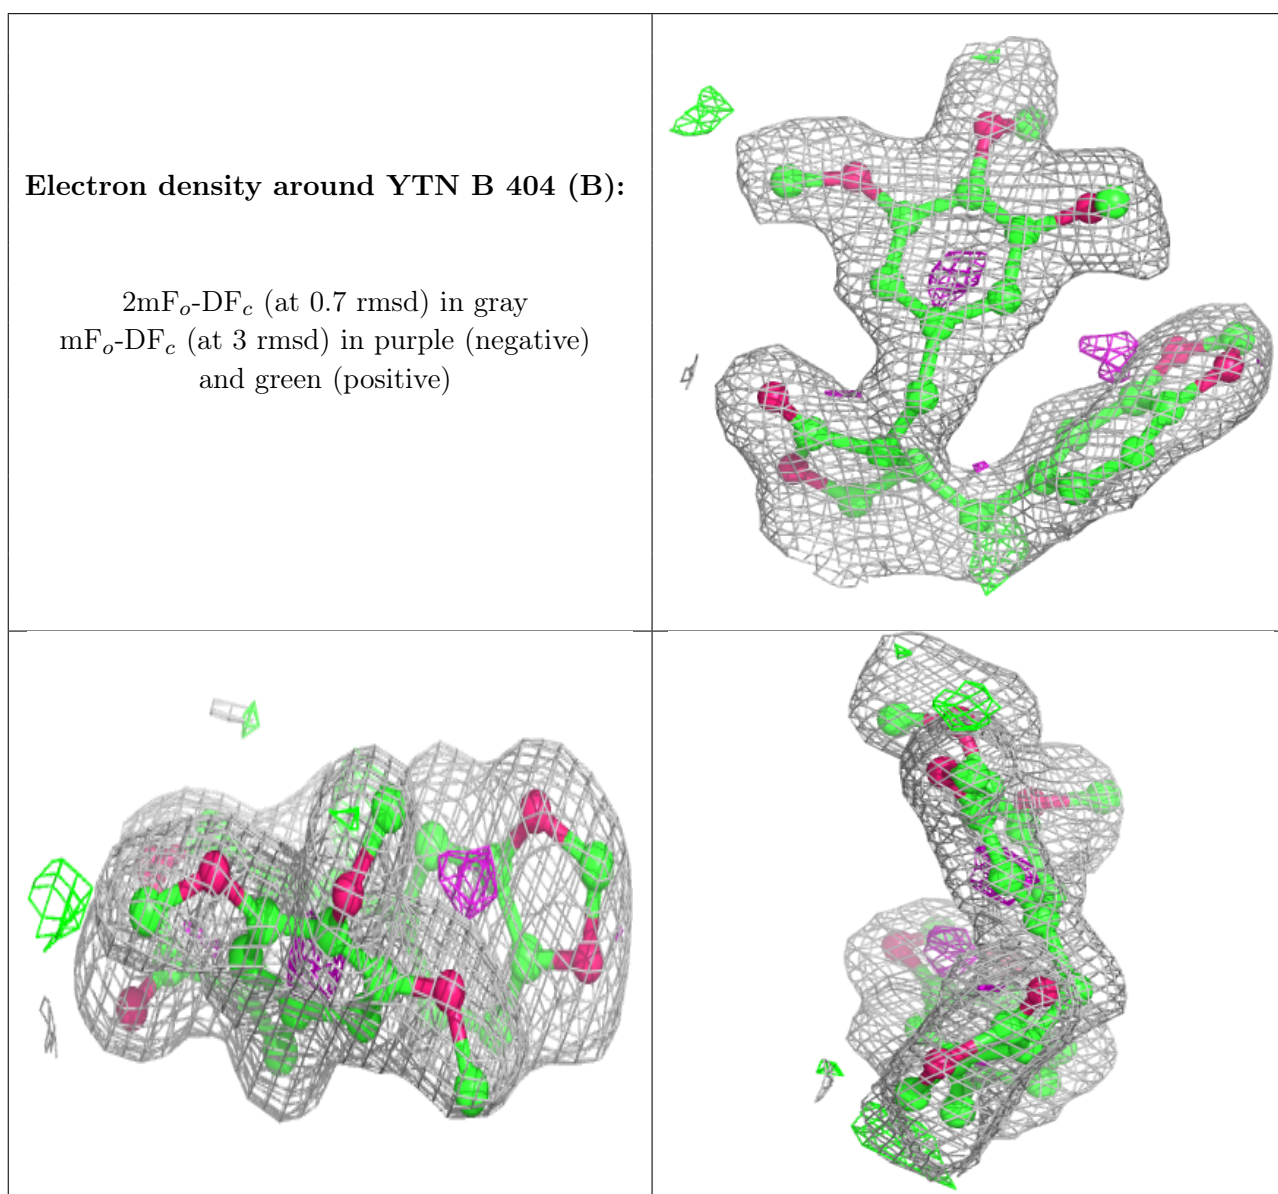 Electron density around YTN B 404 (B):
2mFₒ-DF𝒸 (at 0.7 rmsd) in gray
mFₒ-DF𝒸 (at 3 rmsd) in purple (negative)
and green (positive)